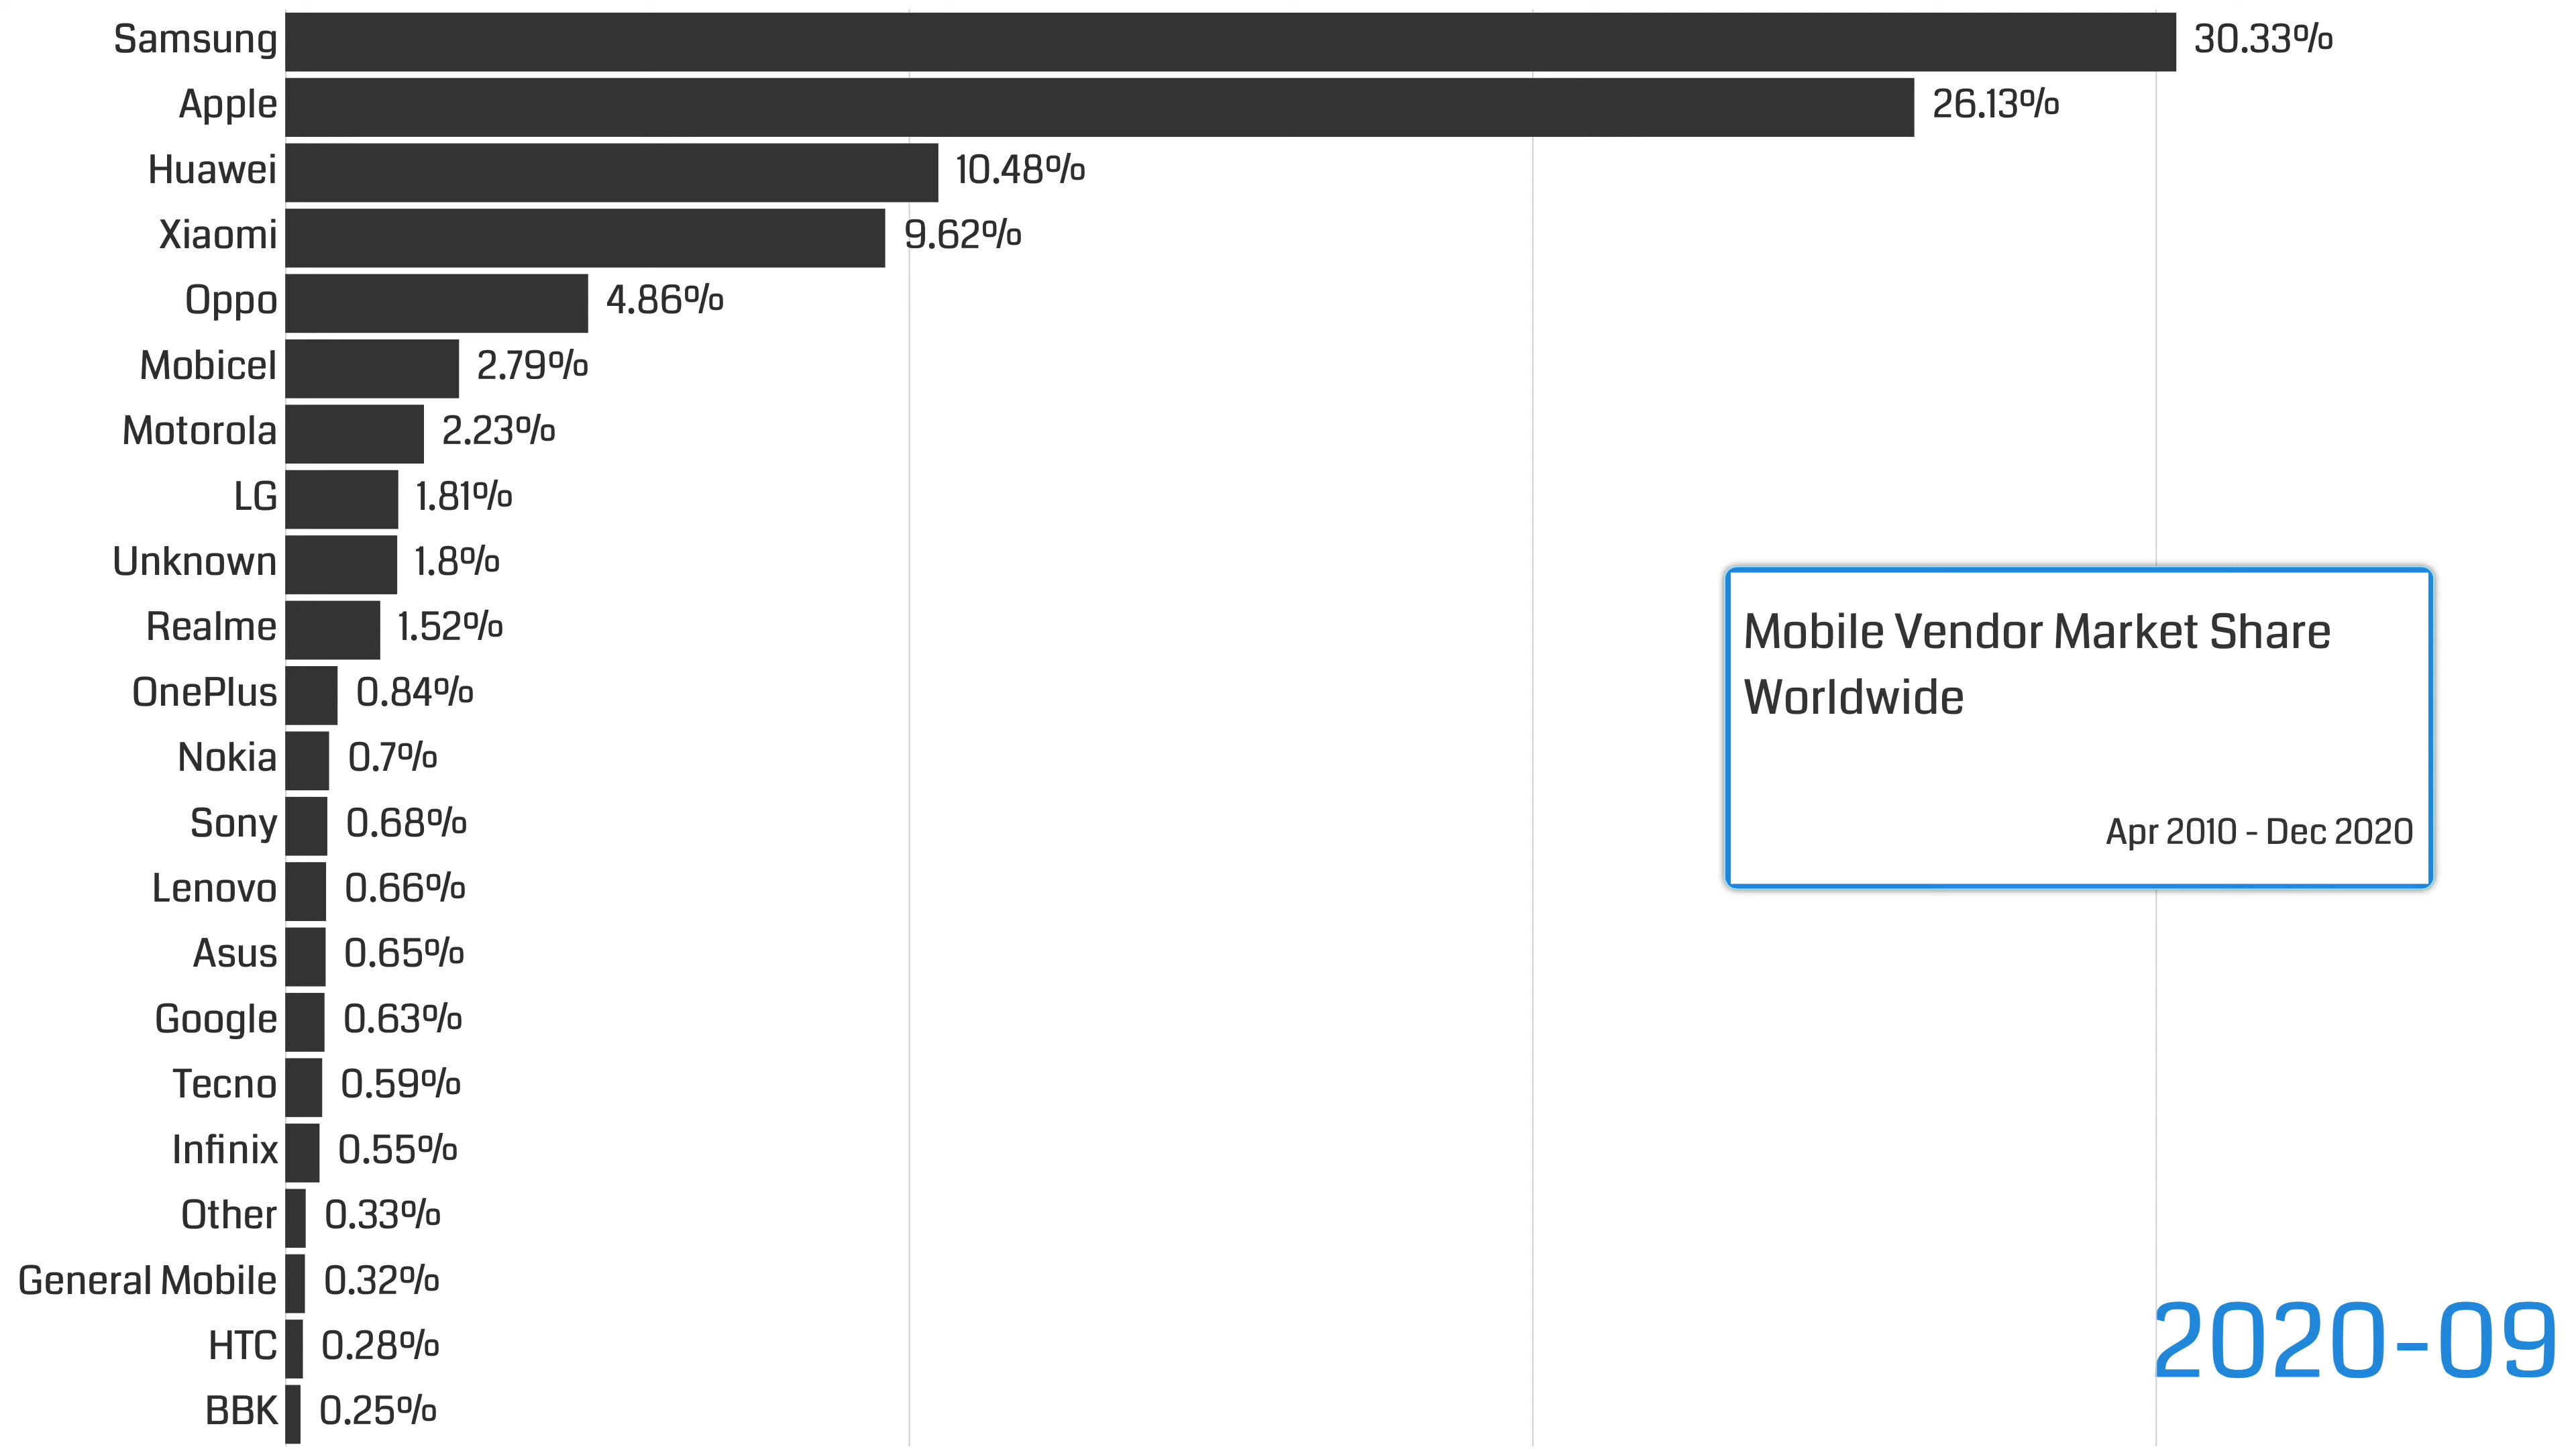 Samsung 30.33%
Apple 26.13%
Huawei 10.48%
Xiaomi 9.62%
Oppo 4.86%
Mobicel 2.79%
Motorola 2.23%
LG 1.81%
Unknown 1.8%
Realme 1.52%
OnePlus 0.84%
Nokia 0.7%
Sony 0.68%
Lenovo 0.66%
Asus 0.65%
Google 0.63%
Tecno 0.59%
Infinix 0.55%
Other 0.33%
General Mobile 0.32%
HTC 0.28%
BBK 0.25%
Mobile Vendor Market Share
Worldwide
Apr 2010 - Dec 2020
2020-09